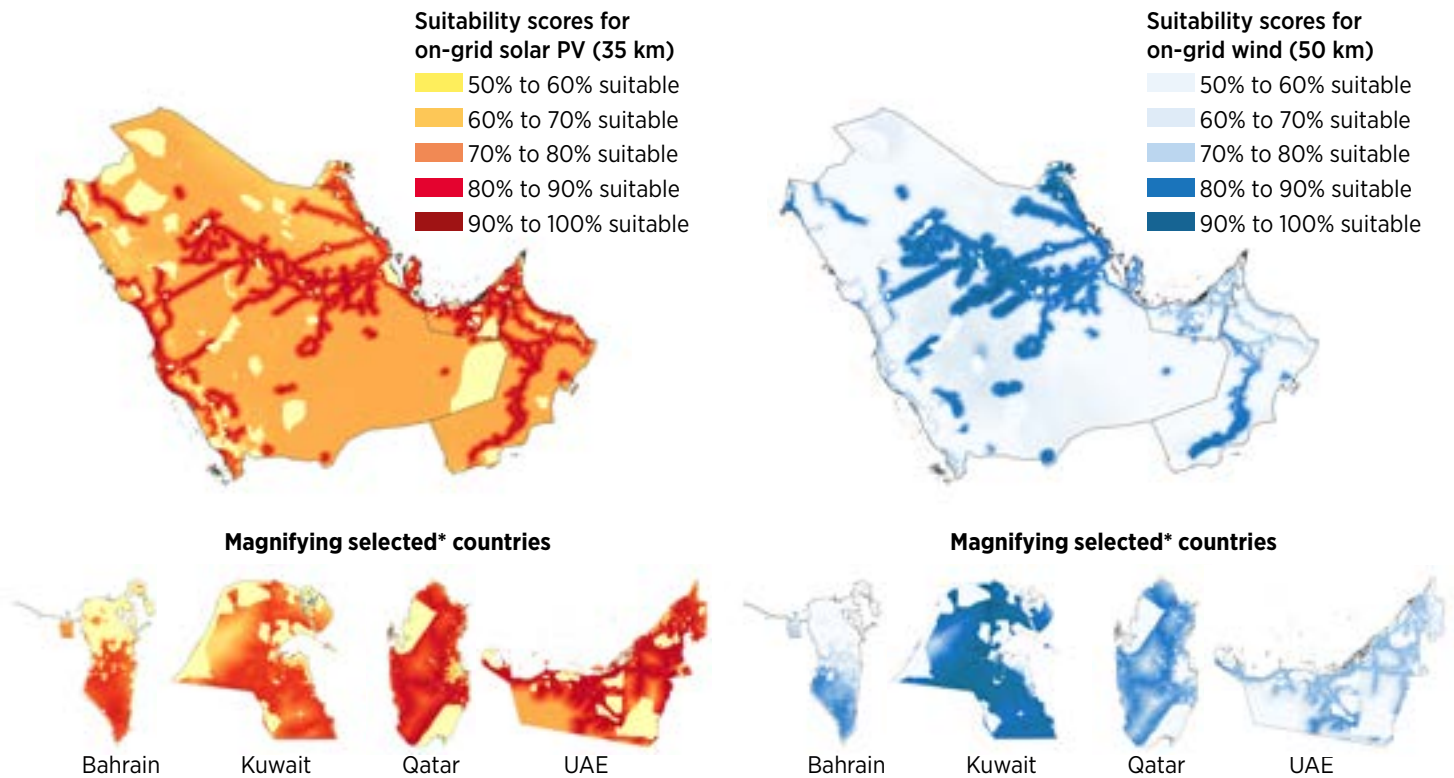 Suitability scores for
on-grid solar PV (35 km)
50% to 60% suitable
60% to 70% suitable
70% to 80% suitable
80% to 90% suitable
90% to 100% suitable
Suitability scores for
on-grid wind (50 km)
50% to 60% suitable
60% to 70% suitable
70% to 80% suitable
80% to 90% suitable
90% to 100% suitable
Magnifying selected* countries
Bahrain
Kuwait
Qatar
UAE
Magnifying selected* countries
Bahrain
Kuwait
Qatar
UAE